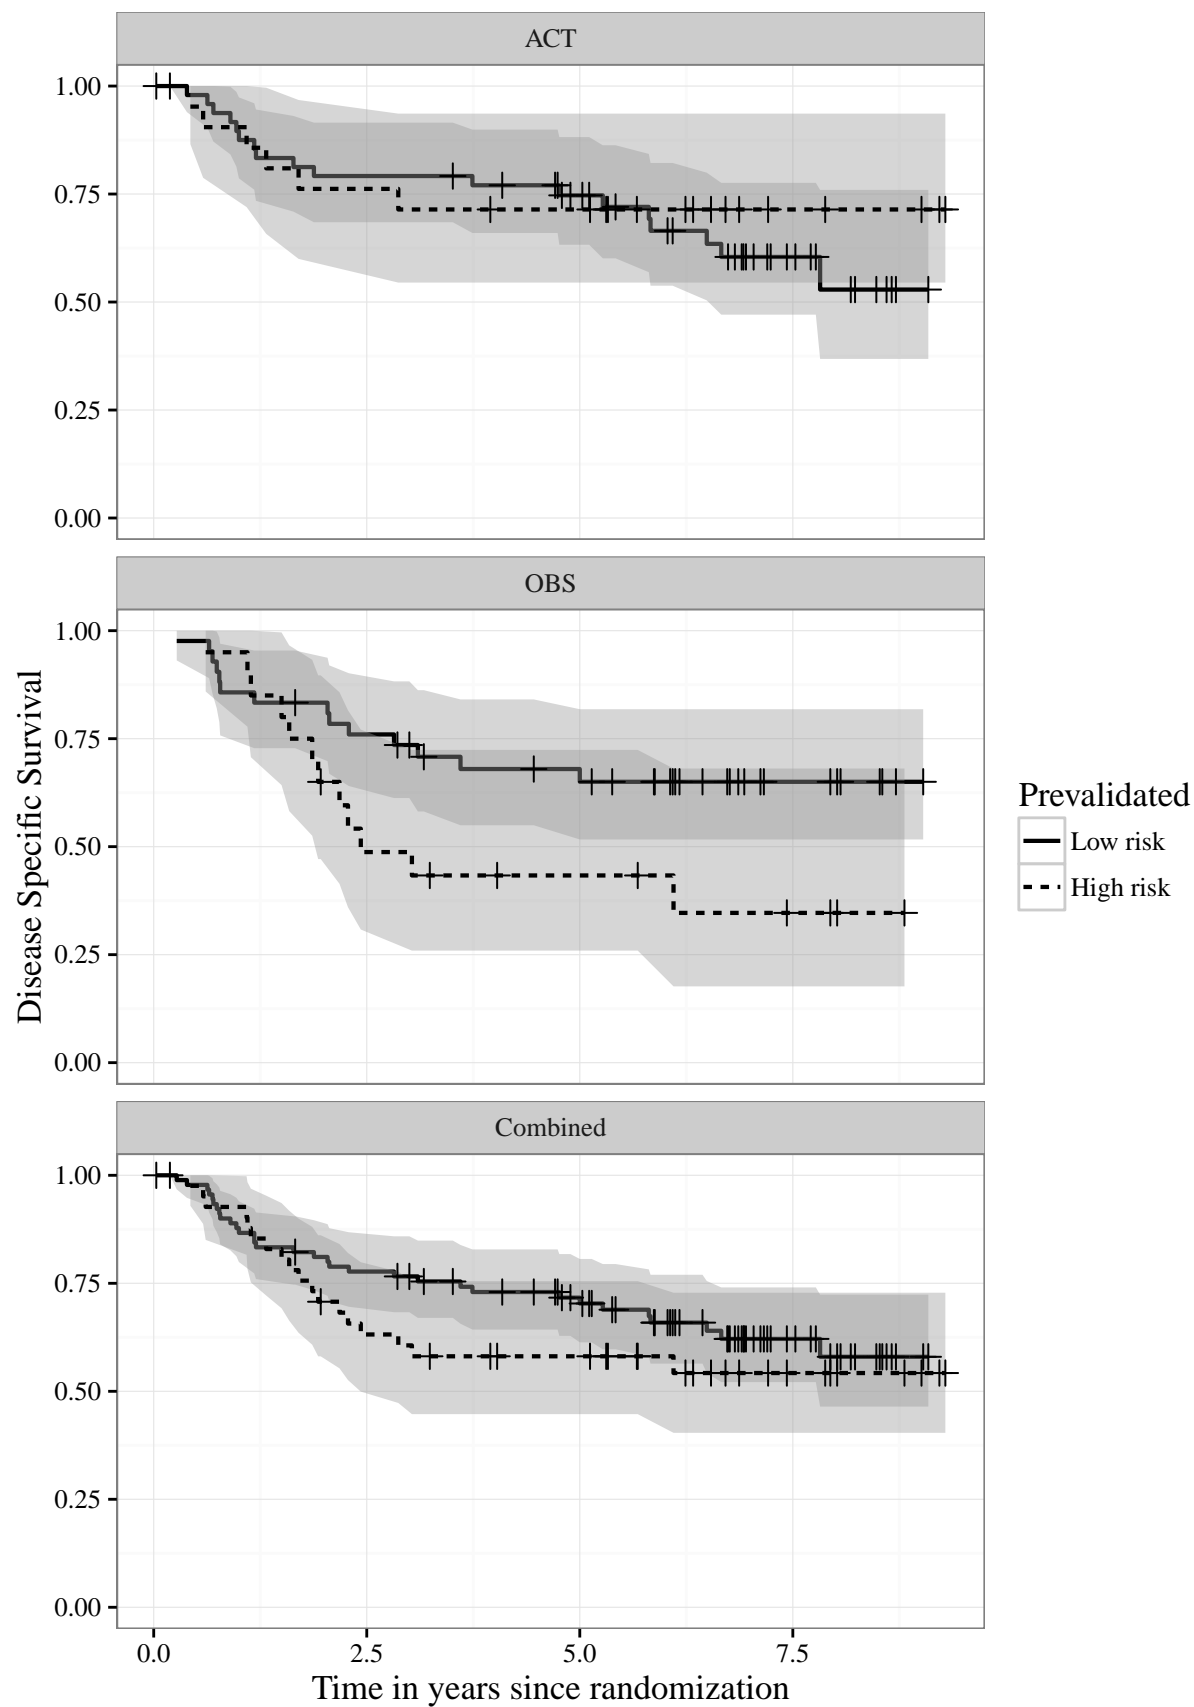 ACT
1.00
0.75
0.50
0.25
0.00
OBS
1.00
0.75
0.50
0.25
0.00
Disease Specific Survival
Prevalidated
Low risk
High risk
Combined
1.00
0.75
0.50
0.25
0.00
0.0 2.5 5.0 7.5
Time in years since randomization